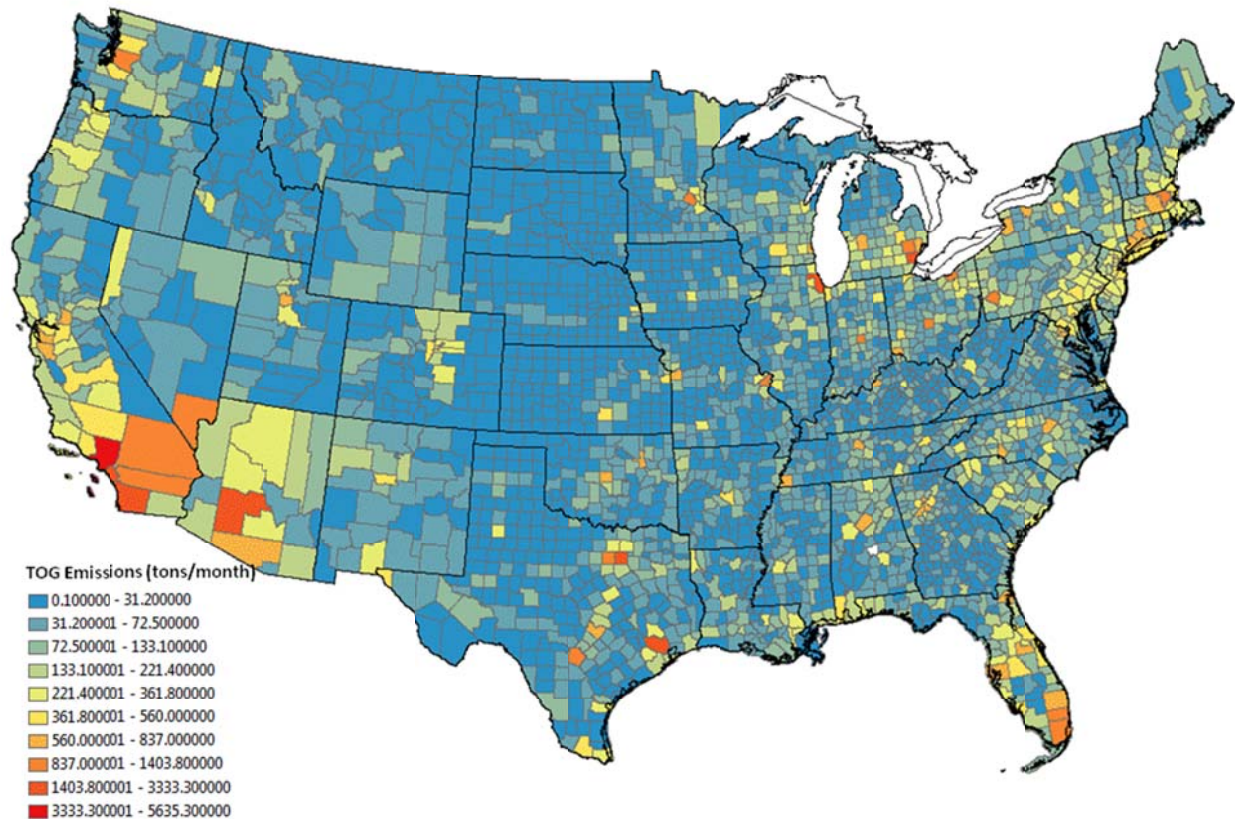 TOG Emissions (tons/month)
0.100000 - 31.200000
31.200001 - 72.500000
72.500001 - 133.100000
133.100001 - 221.400000
221.400001 - 361.800000
361.800001 - 560.000000
560.000001 - 837.000000
837.000001 - 1403.800000
1403.800001 - 3333.300000
3333.300001 - 5635.300000